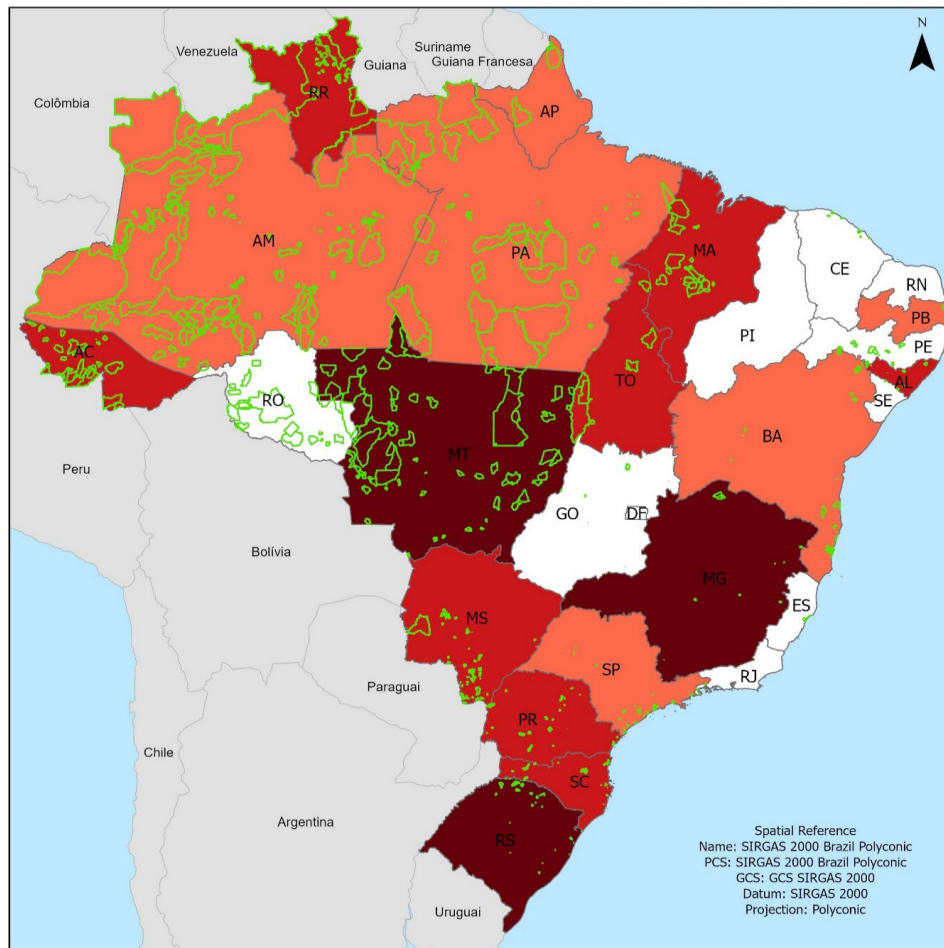 N
Venezuela
Suriname
Guiana
Guiana Francesa
Colômbia
RR
AP
AM
PA
MA
CE
RN
PB
PI
PE
AC
TO
AL
RO
SE
MT
BA
Peru
GO
DF
Bolívia
MG
ES
MS
SP
RJ
Paraguai
PR
Chile
SC
Argentina
RS
Uruguai
Spatial Reference
Name: SIRGAS 2000 Brazil Polyconic
PCS: SIRGAS 2000 Brazil Polyconic
GCS: GCS SIRGAS 2000
Datum: SIRGAS 2000
Projection: Polyconic